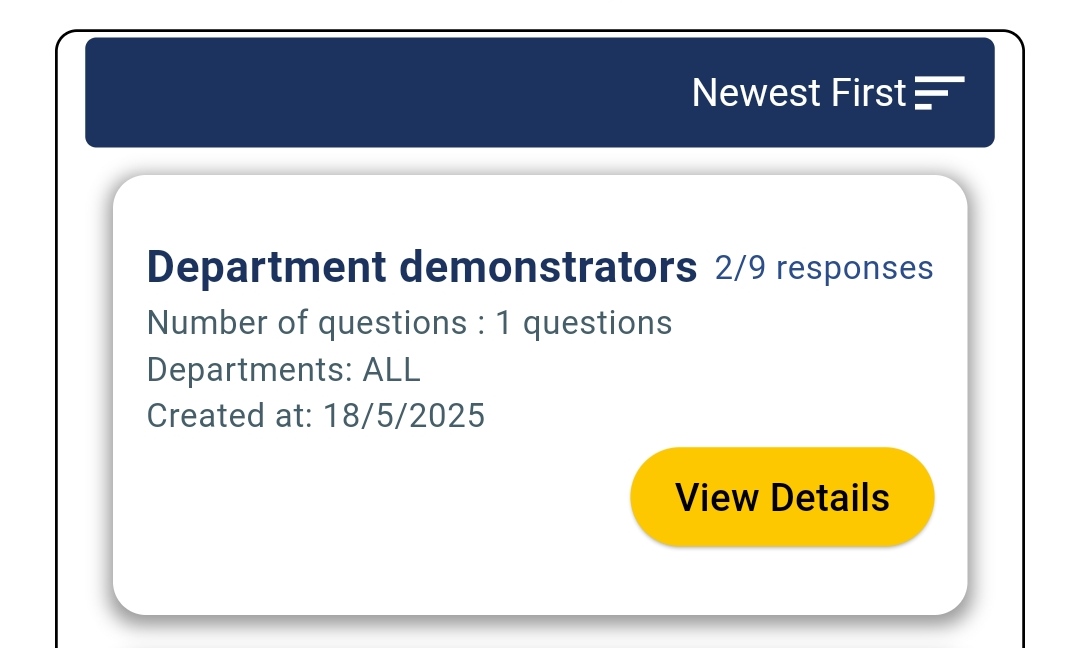 Newest First
Department demonstrators 2/9 responses
Number of questions : 1 questions
Departments: ALL
Created at: 18/5/2025
View Details